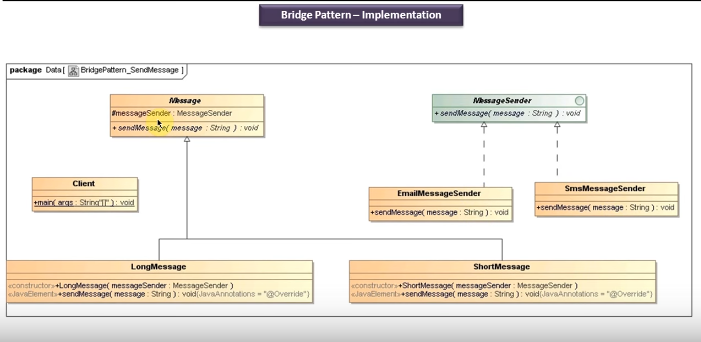 Bridge Pattern – Implementation
package Data [ BridgePattern_SendMessage ]
Message
#messageSender : MessageSender
+sendMessage( message : String ) : void
MessageSender
+sendMessage( message : String ) : void
Client
+main( args : String"[]" ) : void
EmailMessageSender
+sendMessage( message : String ) : void
SmsMessageSender
+sendMessage( message : String ) : void
LongMessage
«constructor»+LongMessage( messageSender : MessageSender )
«JavaElement»+sendMessage( message : String ) : void{JavaAnnotations = "@Override"}
ShortMessage
«constructor»+ShortMessage( messageSender : MessageSender )
«JavaElement»+sendMessage( message : String ) : void{JavaAnnotations = "@Override"}